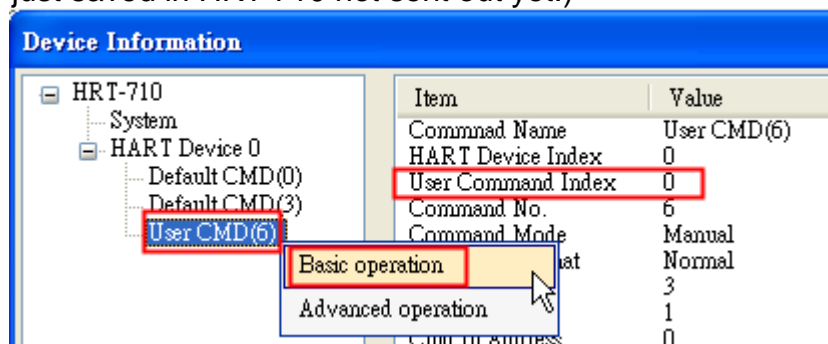 just saved in HRT-710 not sent out yet.)
Device Information
HRT-710
System
HART Device 0
Default CMD(0)
Default CMD(3)
User CMD(6)
Basic operation
Advanced operation
Item Value
Commnad Name User CMD(6)
HART Device Index 0
User Command Index 0
Command No. 6
Command Mode Manual
Normal
3
1
0